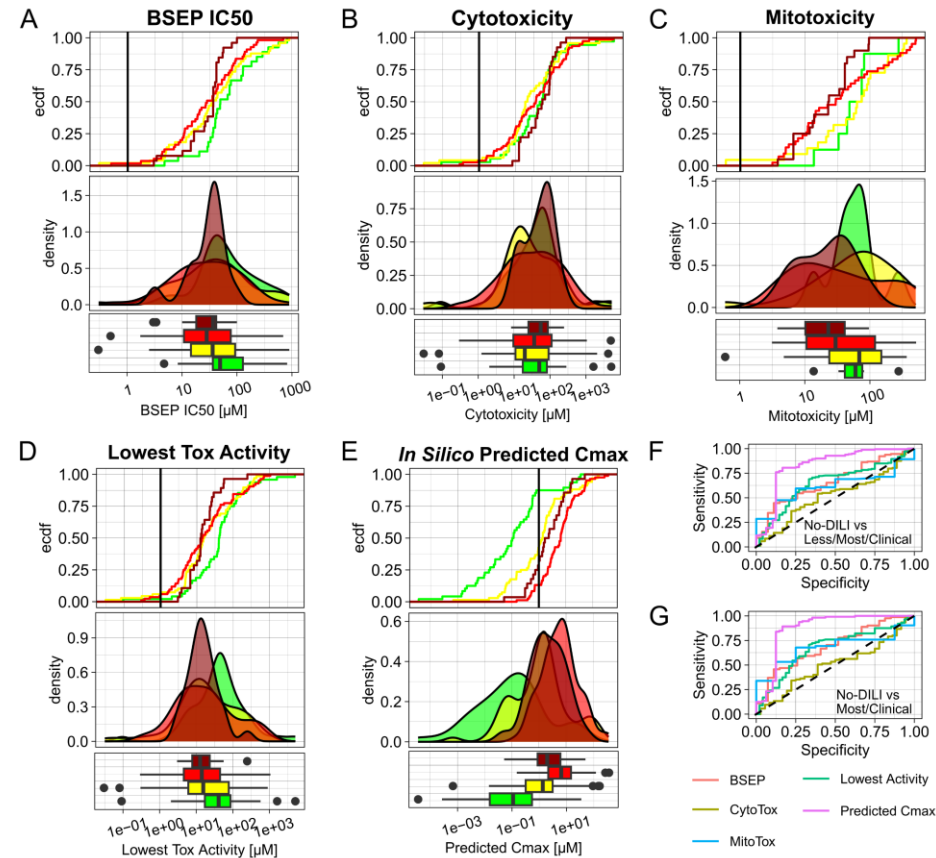 A
BSEP IC50
ecdf
1.00
0.75
0.50
0.25
0.00
density
1.5
1.0
0.5
0.0
1
10
100
1000
BSEP IC50 [µM]
B
Cytotoxicity
ecdf
1.00
0.75
0.50
0.25
0.00
density
0.75
0.50
0.25
0.00
1e−01
1e+00
1e+01
1e+03
Cytotoxicity [µM]
C
Mitotoxicity
ecdf
1.00
0.75
0.50
0.25
0.00
density
1.5
1.0
0.5
0.0
1
10
100
Mitotoxicity [µM]
D
Lowest Tox Activity
ecdf
1.00
0.75
0.50
0.25
0.00
density
0.9
0.6
0.3
0.0
1e−01
1e+00
1e+01
1e+02
1e+03
Lowest Tox Activity [µM]
E
In Silico Predicted Cmax
ecdf
1.00
0.75
0.50
0.25
0.00
density
0.6
0.4
0.2
0.0
1e−03
1e−01
1e+01
Predicted Cmax [µM]
F
Sensitivity
1.00
0.75
0.50
0.25
0.00
No-DILI vs
Less/Most/Clinical
0.00 0.25 0.50 0.75 1.00
Specificity
G
Sensitivity
1.00
0.75
0.50
0.25
0.00
No-DILI vs
Most/Clinical
0.00 0.25 0.50 0.75 1.00
Specificity
BSEP
Lowest Activity
CytoTox
Predicted Cmax
MitoTox